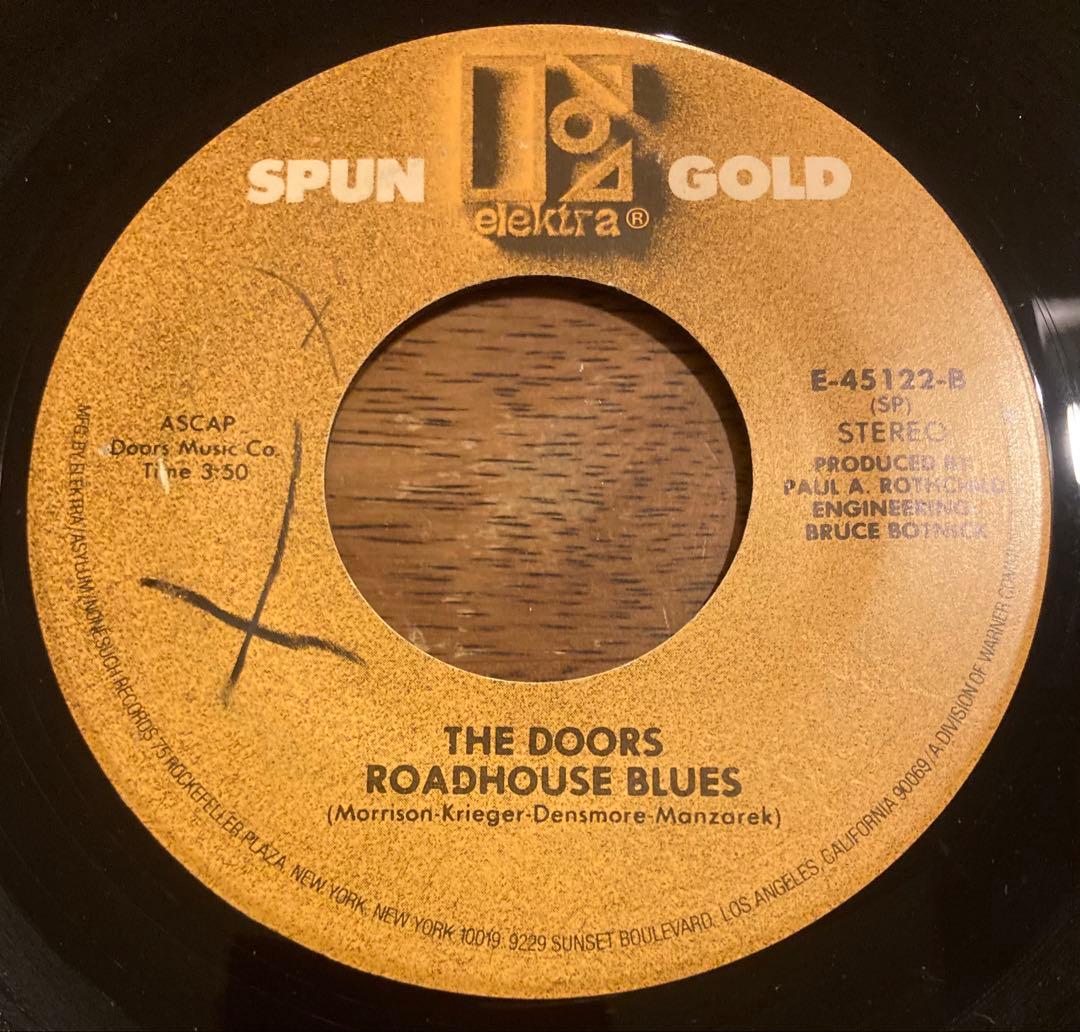 SPUN GOLD
elektra®
E-45122-B
(SP)
STEREO
PRODUCED BY
PAUL A. ROTHCHILD
ENGINEERING:
BRUCE BOTNICK
ASCAP
Doors Music Co.
Time 3:50
THE DOORS
ROADHOUSE BLUES
(Morrison-Krieger-Densmore-Manzarek)
MFG. BY ELEKTRA/ASYLUM/NONESUCH RECORDS, 75 ROCKEFELLER PLAZA, NEW YORK, NEW YORK 10019. 9229 SUNSET BOULEVARD, LOS ANGELES, CALIFORNIA 90069/A DIVISION OF WARNER